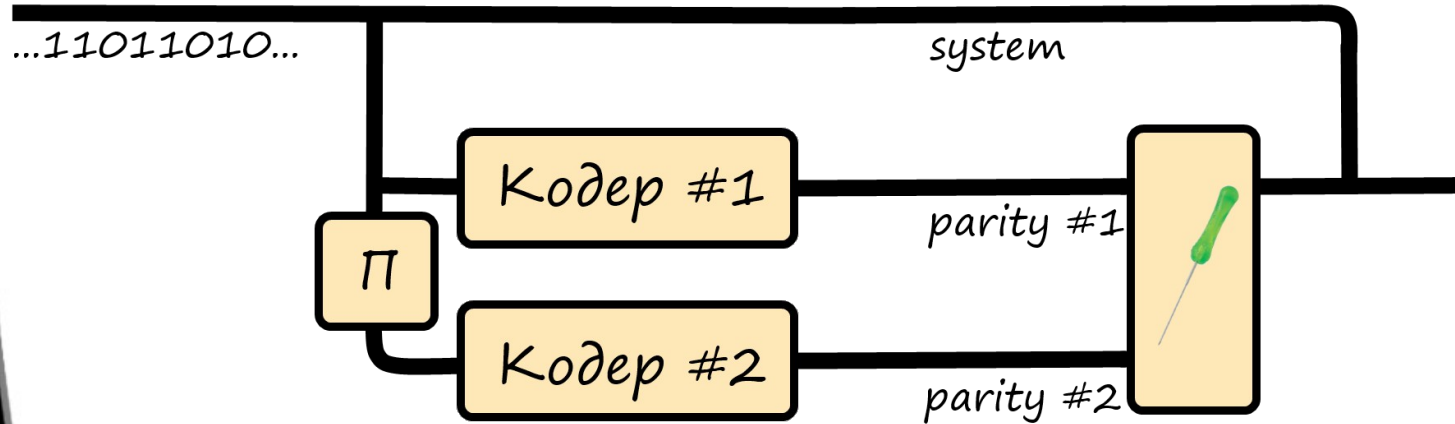 ...11011010...
system
Кодер #1
parity #1
П
Кодер #2
parity #2